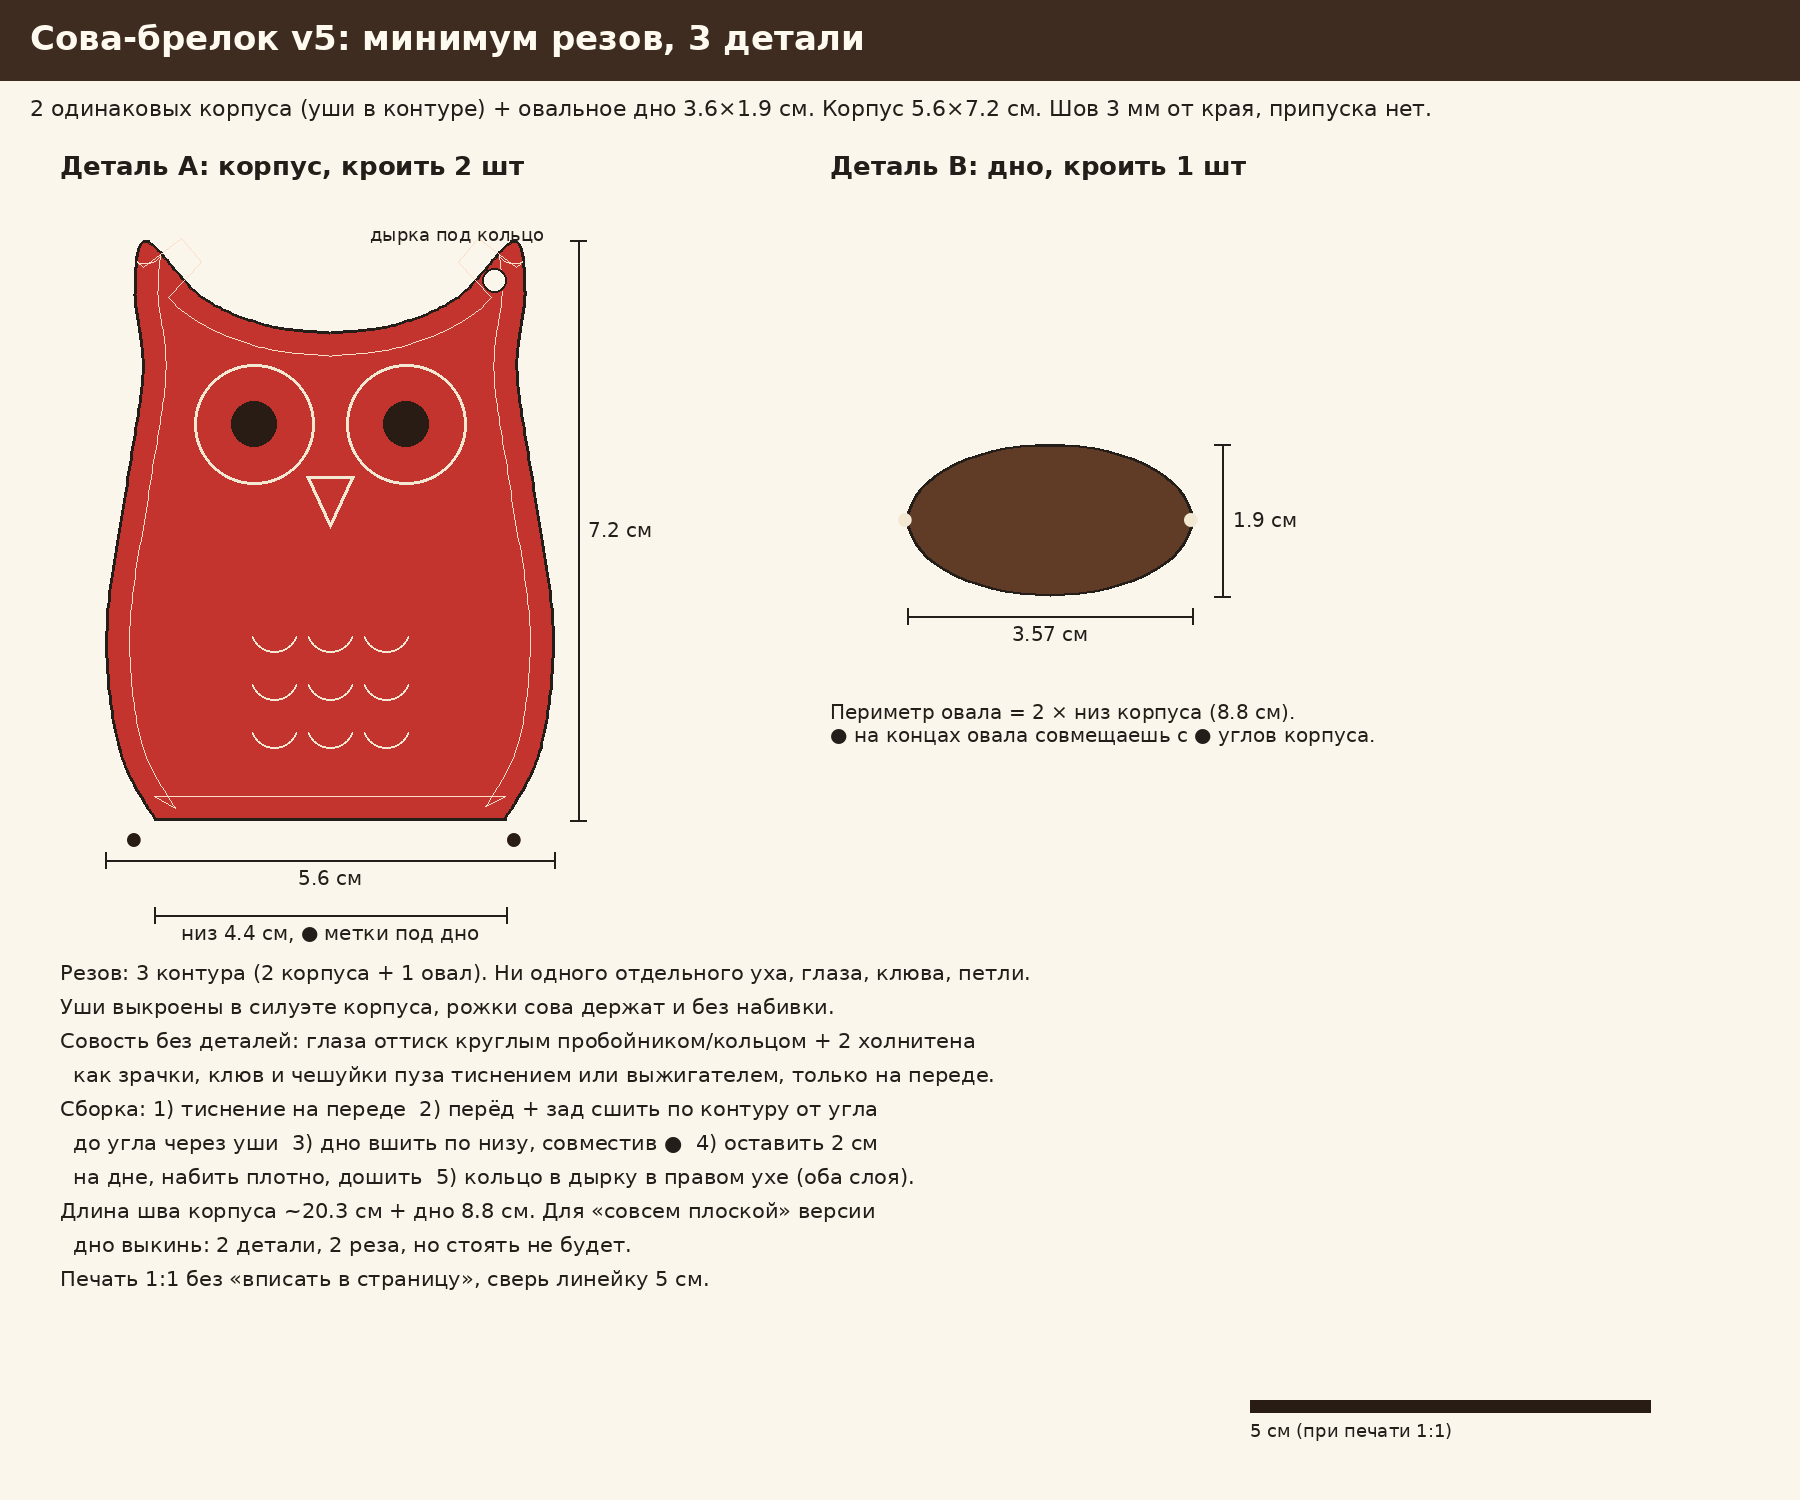 Сова-брелок v5: минимум резов, 3 детали
2 одинаковых корпуса (уши в контуре) + овальное дно 3.6×1.9 см. Корпус 5.6×7.2 см. Шов 3 мм от края, припуска нет.
Деталь A: корпус, кроить 2 шт
Деталь B: дно, кроить 1 шт
дырка под кольцо
7.2 см
1.9 см
3.57 см
Периметр овала = 2 × низ корпуса (8.8 см).
● на концах овала совмещаешь с ● углов корпуса.
5.6 см
низ 4.4 см, ● метки под дно
Резов: 3 контура (2 корпуса + 1 овал). Ни одного отдельного уха, глаза, клюва, петли.
Уши выкроены в силуэте корпуса, рожки сова держат и без набивки.
Совость без деталей: глаза оттиск круглым пробойником/кольцом + 2 холнитена
как зрачки, клюв и чешуйки пуза тиснением или выжигателем, только на переде.
Сборка: 1) тиснение на переде  2) перёд + зад сшить по контуру от угла
до угла через уши  3) дно вшить по низу, совместив ●  4) оставить 2 см
на дне, набить плотно, дошить  5) кольцо в дырку в правом ухе (оба слоя).
Длина шва корпуса ~20.3 см + дно 8.8 см. Для «совсем плоской» версии
дно выкинь: 2 детали, 2 реза, но стоять не будет.
Печать 1:1 без «вписать в страницу», сверь линейку 5 см.
5 см (при печати 1:1)